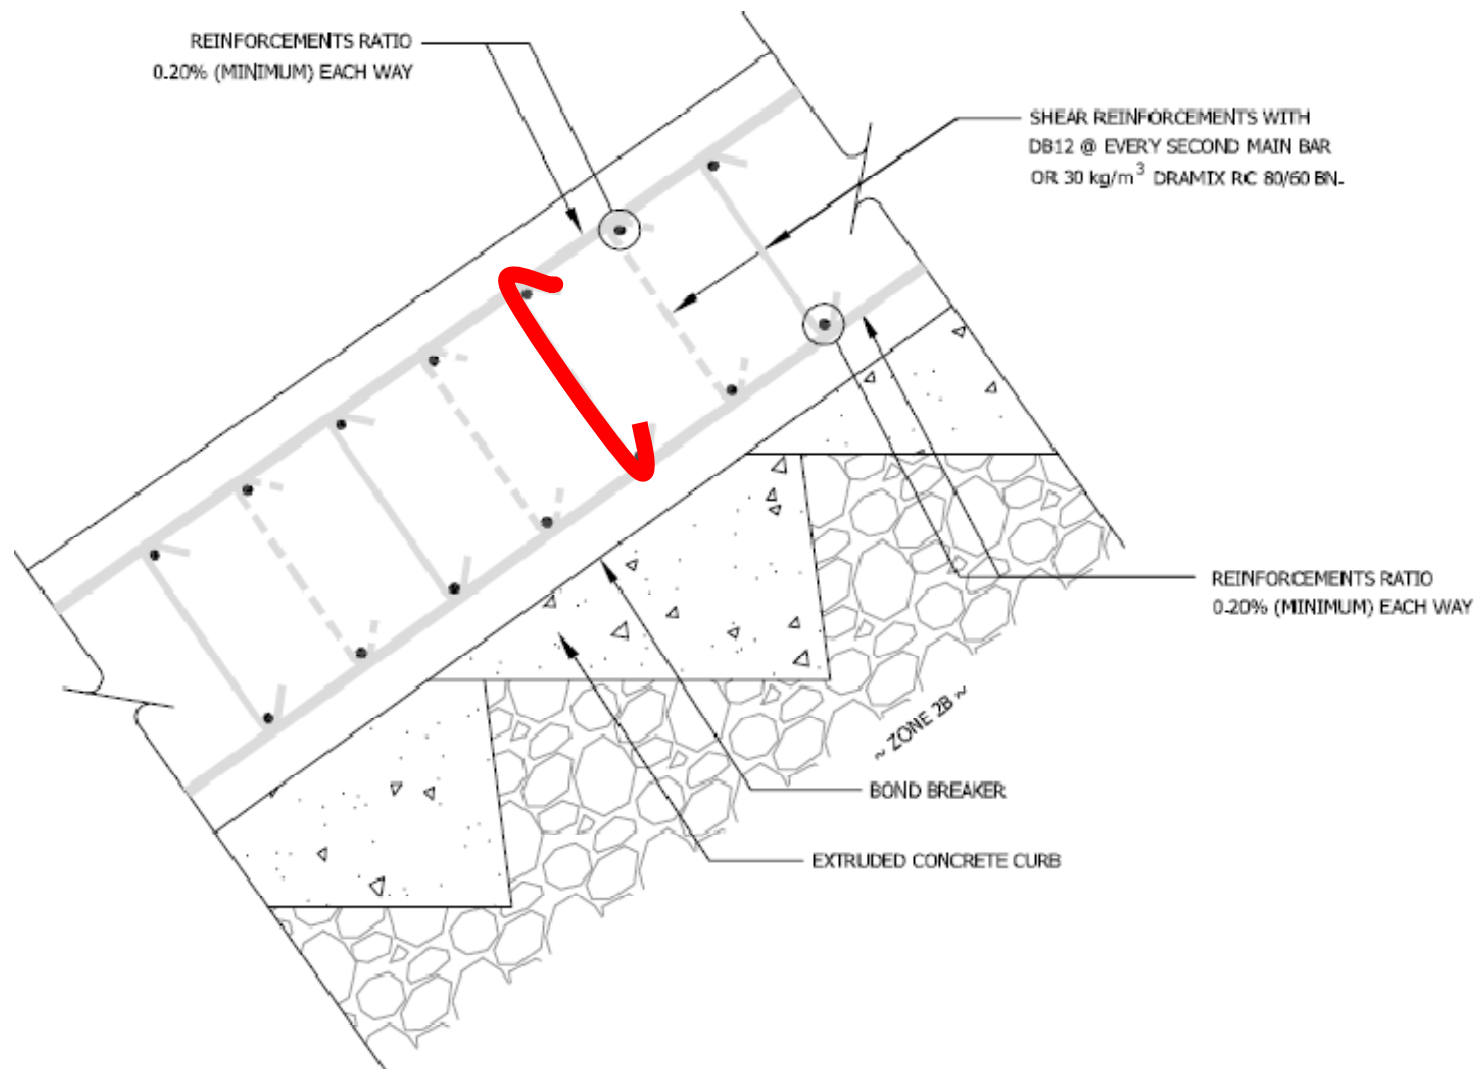 REINFORCEMENTS RATIO
0.20% (MINIMUM) EACH WAY
SHEAR REINFORCEMENTS WITH
DB12 @ EVERY SECOND MAIN BAR
OR 30 kg/m³ DRAMIX RC 80/60 BN.
REINFORCEMENTS RATIO
0.20% (MINIMUM) EACH WAY
~ ZONE 2B ~
BOND BREAKER
EXTRUDED CONCRETE CURB